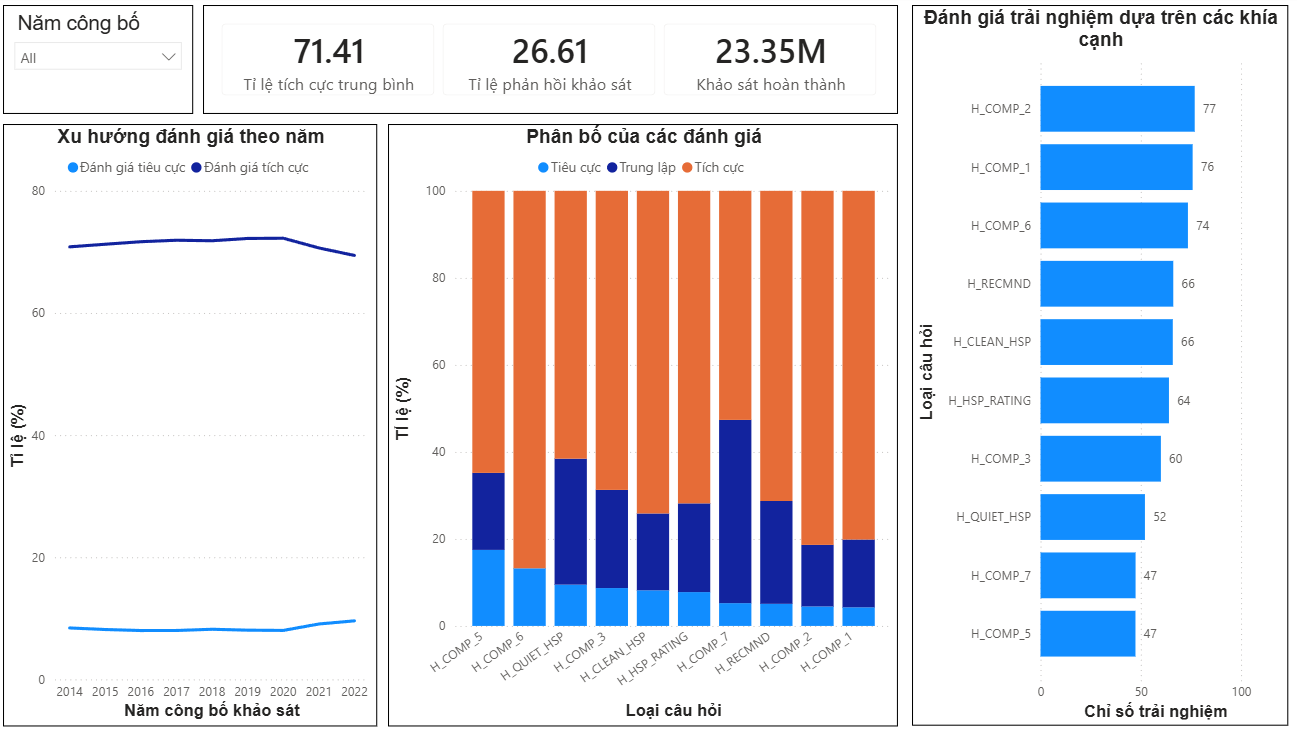 Năm công bố
All
71.41
Tỉ lệ tích cực trung bình
26.61
Tỉ lệ phản hồi khảo sát
23.35M
Khảo sát hoàn thành
Xu hướng đánh giá theo năm
Đánh giá tiêu cực Đánh giá tích cực
80
60
40
20
0
Tỉ lệ (%)
2014 2015 2016 2017 2018 2019 2020 2021 2022
Năm công bố khảo sát
Phân bố của các đánh giá
Tiêu cực Trung lập Tích cực
100
80
60
40
20
0
Tỉ lệ (%)
H_COMP_5 H_COMP_6 H_QUIET_HSP H_COMP_3 H_CLEAN_HSP H_HSP_RATING H_COMP_7 H_RECMND H_COMP_2 H_COMP_1
Loại câu hỏi
Đánh giá trải nghiệm dựa trên các khía
cạnh
Loại câu hỏi
H_COMP_2 77
H_COMP_1 76
H_COMP_6 74
H_RECMND 66
H_CLEAN_HSP 66
H_HSP_RATING 64
H_COMP_3 60
H_QUIET_HSP 52
H_COMP_7 47
H_COMP_5 47
0 50 100
Chỉ số trải nghiệm